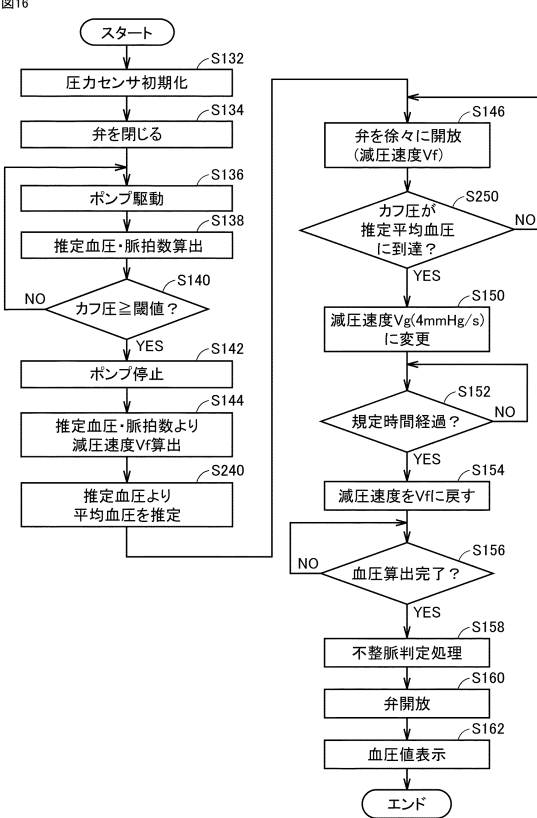 図16
スタート
S132
圧力センサ初期化
S134
弁を閉じる
S136
ポンプ駆動
S138
推定血圧・脈拍数算出
S140
カフ圧≧閾値？
NO
YES
S142
ポンプ停止
S144
推定血圧・脈拍数より
減圧速度Vf算出
S240
推定血圧より
平均血圧を推定
S146
弁を徐々に開放
(減圧速度Vf)
S250
カフ圧が
推定平均血圧
に到達？
NO
YES
S150
減圧速度Vg(4mmHg/s)
に変更
S152
規定時間経過？
NO
YES
S154
減圧速度をVfに戻す
S156
血圧算出完了？
NO
YES
S158
不整脈判定処理
S160
弁開放
S162
血圧値表示
エンド